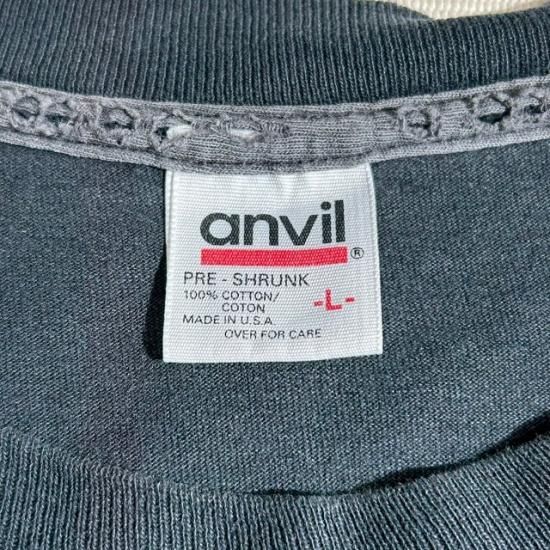 anvil®
PRE - SHRUNK
100% COTTON/
COTON
-L-
MADE IN U.S.A.
OVER FOR CARE